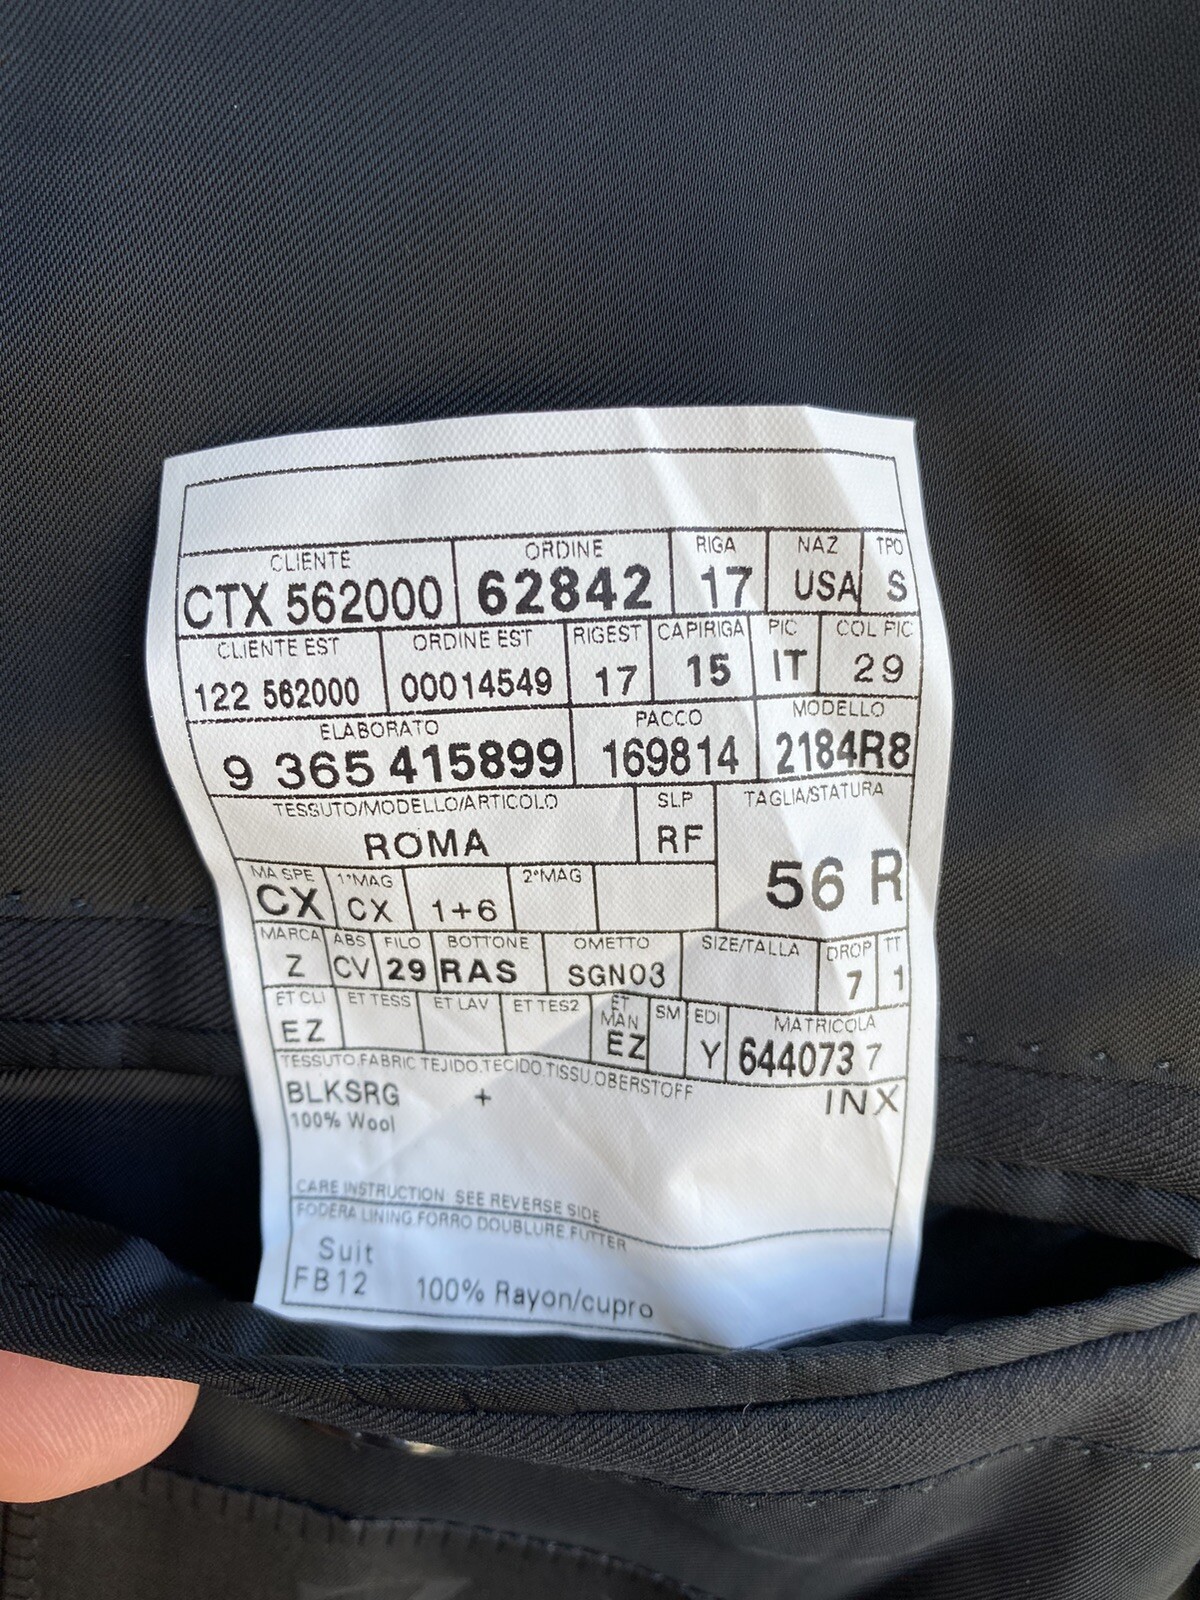 CLIENTE ORDINE RIGA NAZ TPO
CTX 562000 62842 17 USA S
CLIENTE EST ORDINE EST RIGEST CAPIRIGA PIC COL PIC
122 562000 00014549 17 15 IT 29
ELABORATO PACCO MODELLO
9 365 415899 169814 2184R8
TESSUTO/MODELLO/ARTICOLO SLP TAGLIA/STATURA
ROMA RF 56 R
MA SPE 1°MAG 2°MAG
CX CX 1+6
MARCA ABS FILO BOTTONE OMETTO SIZE/TALLA DROP TT
Z CV 29 RAS SGN03 7 1
ET CLI ET TESS ET LAV ET TES2 ET MAN SM EDI MATRICOLA
EZ EZ Y 644073 7
TESSUTO.FABRIC TEJIDO.TECIDO.TISSU.OBERSTOFF
BLKSRG + INX
100% Wool
CARE INSTRUCTION SEE REVERSE SIDE
FODERA LINING FORRO DOUBLURE FUTTER
Suit
FB12 100% Rayon/cupro